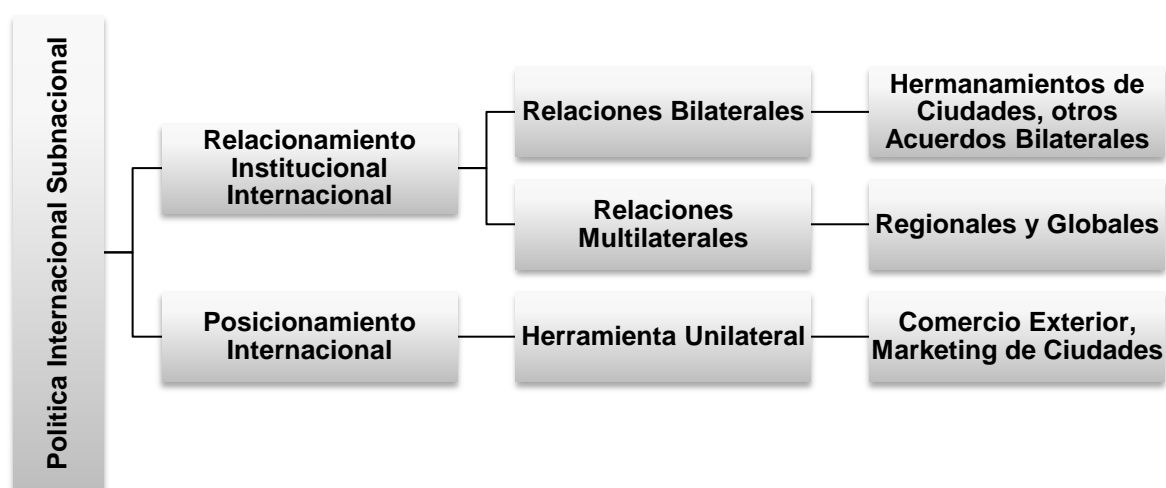 Politica Internacional Subnacional
Relacionamiento
Institucional
Internacional
Relaciones Bilaterales
Hermanamientos de
Ciudades, otros
Acuerdos Bilaterales
Relaciones
Multilaterales
Regionales y Globales
Posicionamiento
Internacional
Herramienta Unilateral
Comercio Exterior,
Marketing de Ciudades